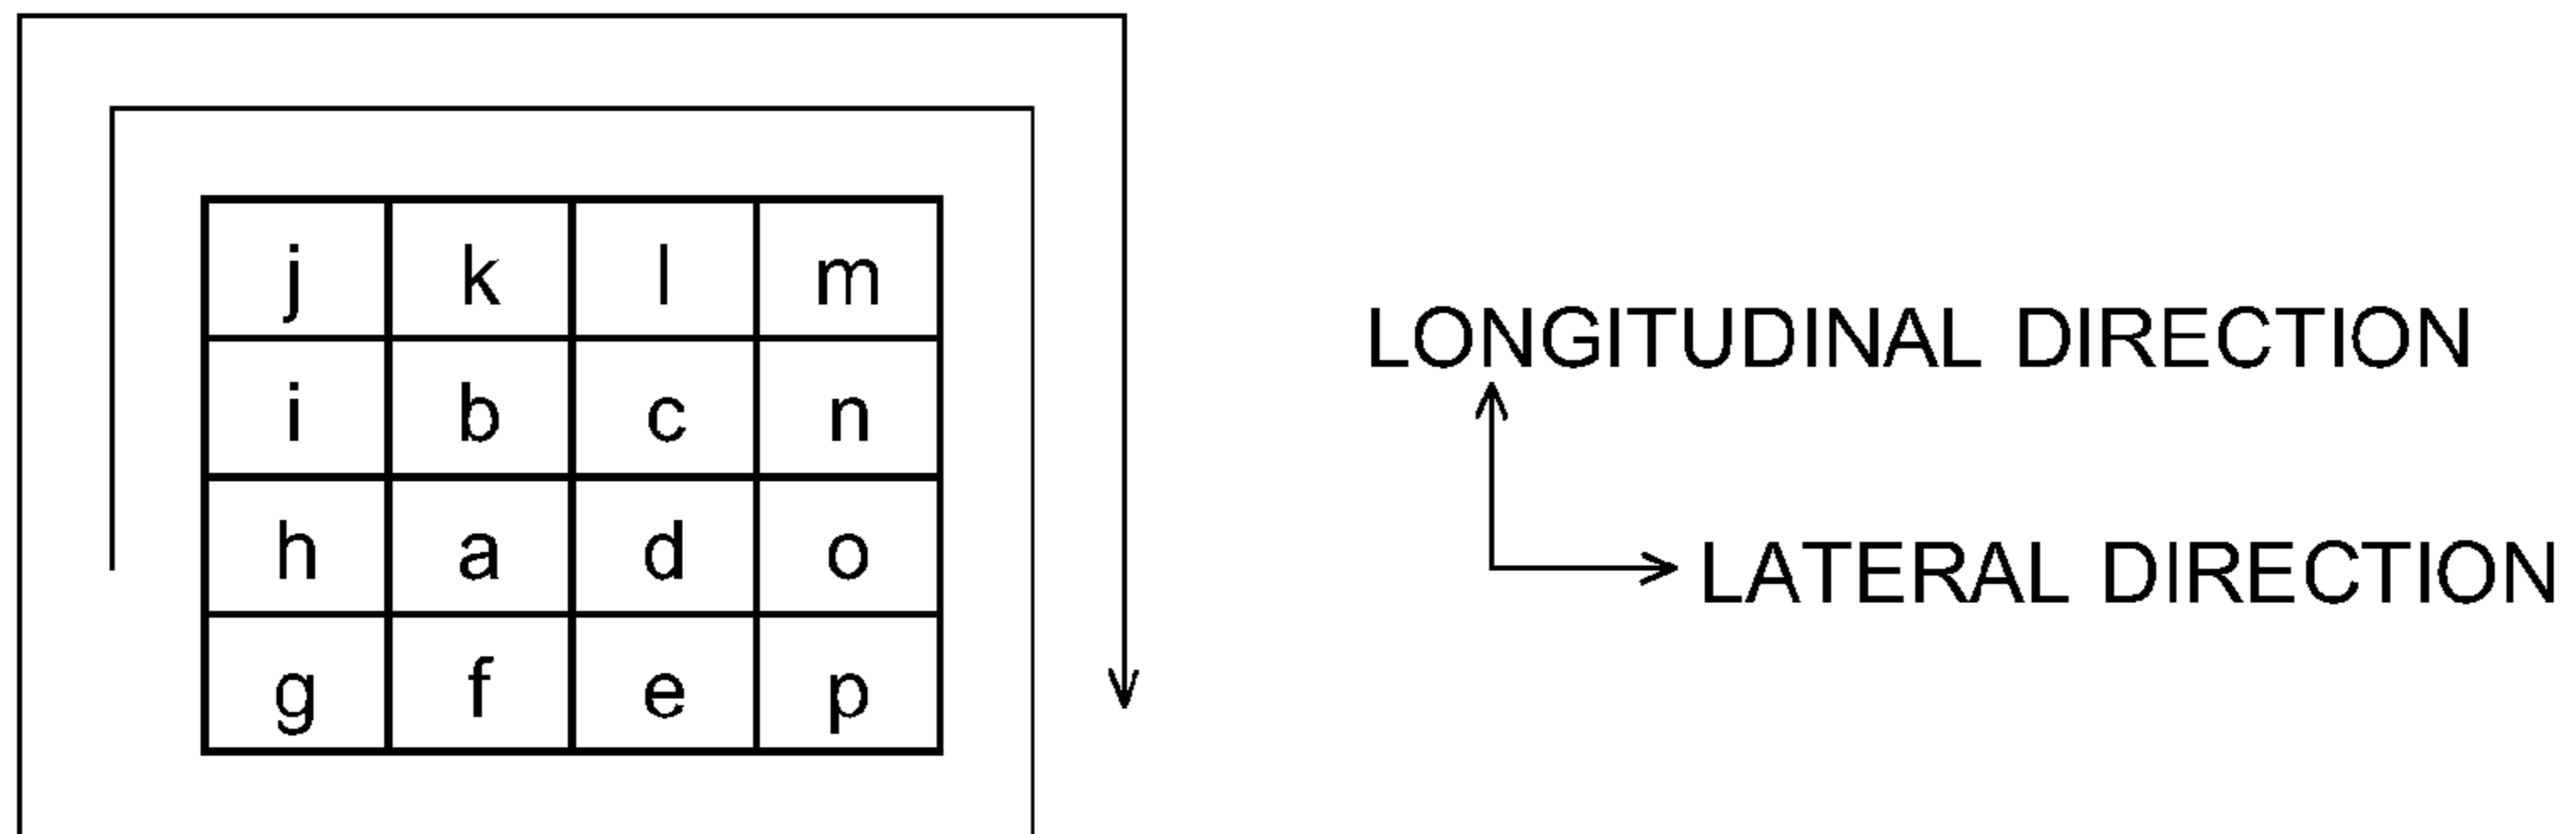 j k l m
i b c n
h a d o
g f e p
LONGITUDINAL DIRECTION
LATERAL DIRECTION